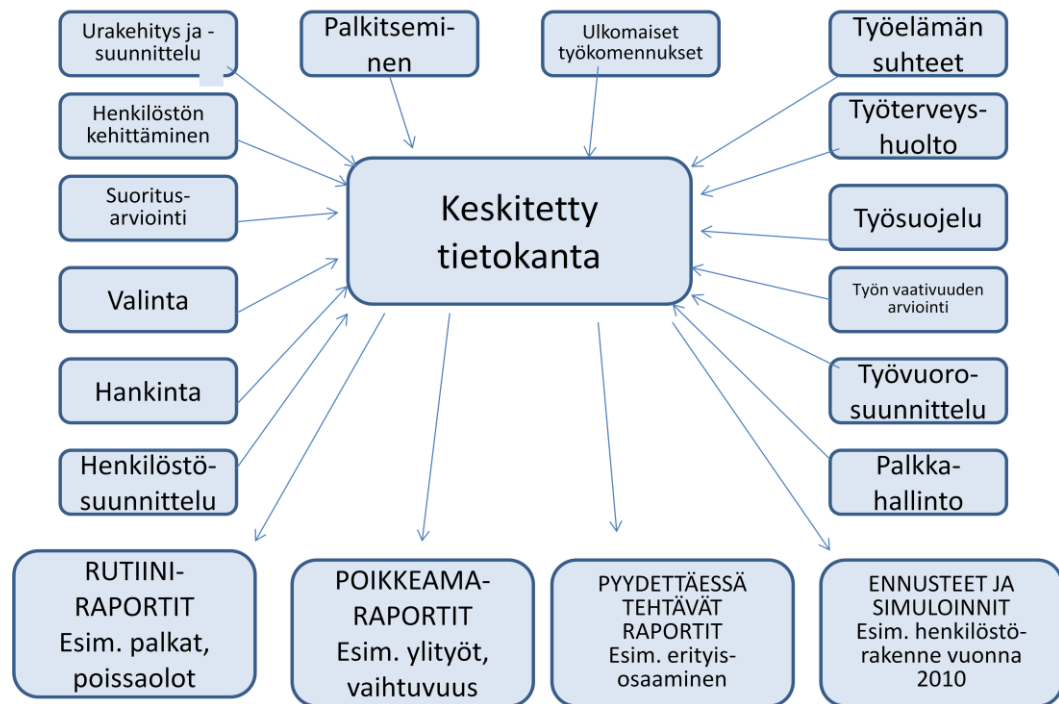 Urakehitys ja -
suunnittelu
Palkitsemi-
nen
Ulkomaiset
työkomennukset
Työelämän
suhteet
Henkilöstön
kehittäminen
Työterveys-
huolto
Suoritus-
arviointi
Keskitetty
tietokanta
Työsuojelu
Valinta
Työn vaativuuden
arviointi
Hankinta
Työvuoro-
suunnittelu
Henkilöstö-
suunnittelu
Palkka-
hallinto
RUTIINI-
RAPORTIT
Esim. palkat,
poissaolot
POIKKEAMA-
RAPORTIT
Esim. ylityöt,
vaihtuvuus
PYYDETTÄESSÄ
TEHTÄVÄT
RAPORTIT
Esim. erityis-
osaaminen
ENNUSTEET JA
SIMULOINNIT
Esim. henkilöstö-
rakenne vuonna
2010